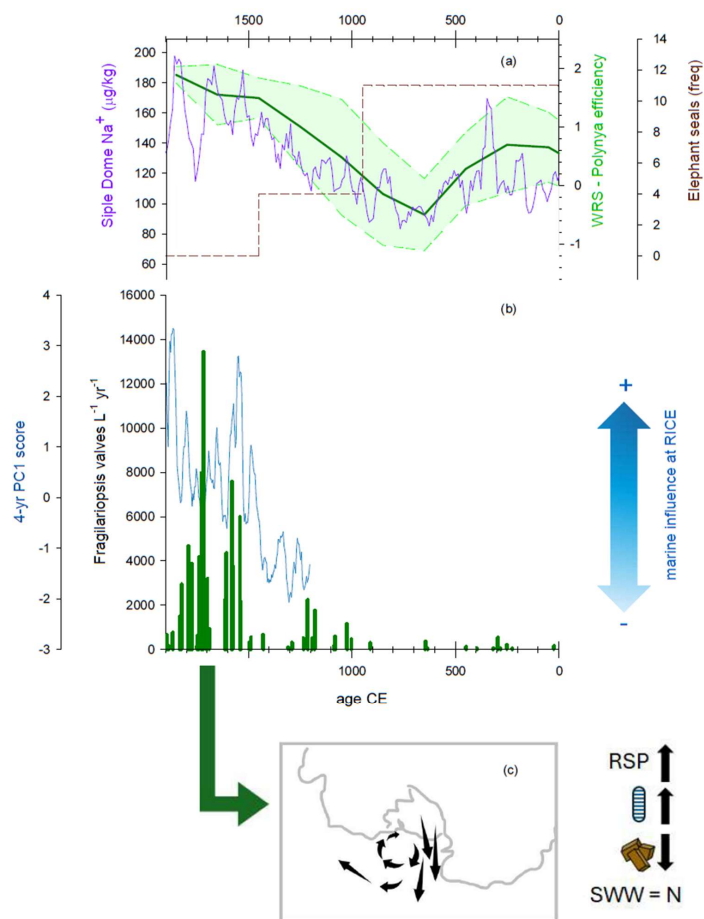 1500 1000 500 0
(a)
Siple Dome Na⁺ (µg/kg)
200
180
160
140
120
100
80
60
2
1
0
-1
WRS - Polynya efficiency
14
12
10
8
6
4
2
0
Elephant seals (freq)
(b)
4-yr PC1 score
4
3
2
1
0
-1
-2
-3
Fragilariopsis valves L⁻¹ yr⁻¹
16000
14000
12000
10000
8000
6000
4000
2000
0
1000 500 0
age CE
+
marine influence at RICE
-
(c)
RSP
SWW = N